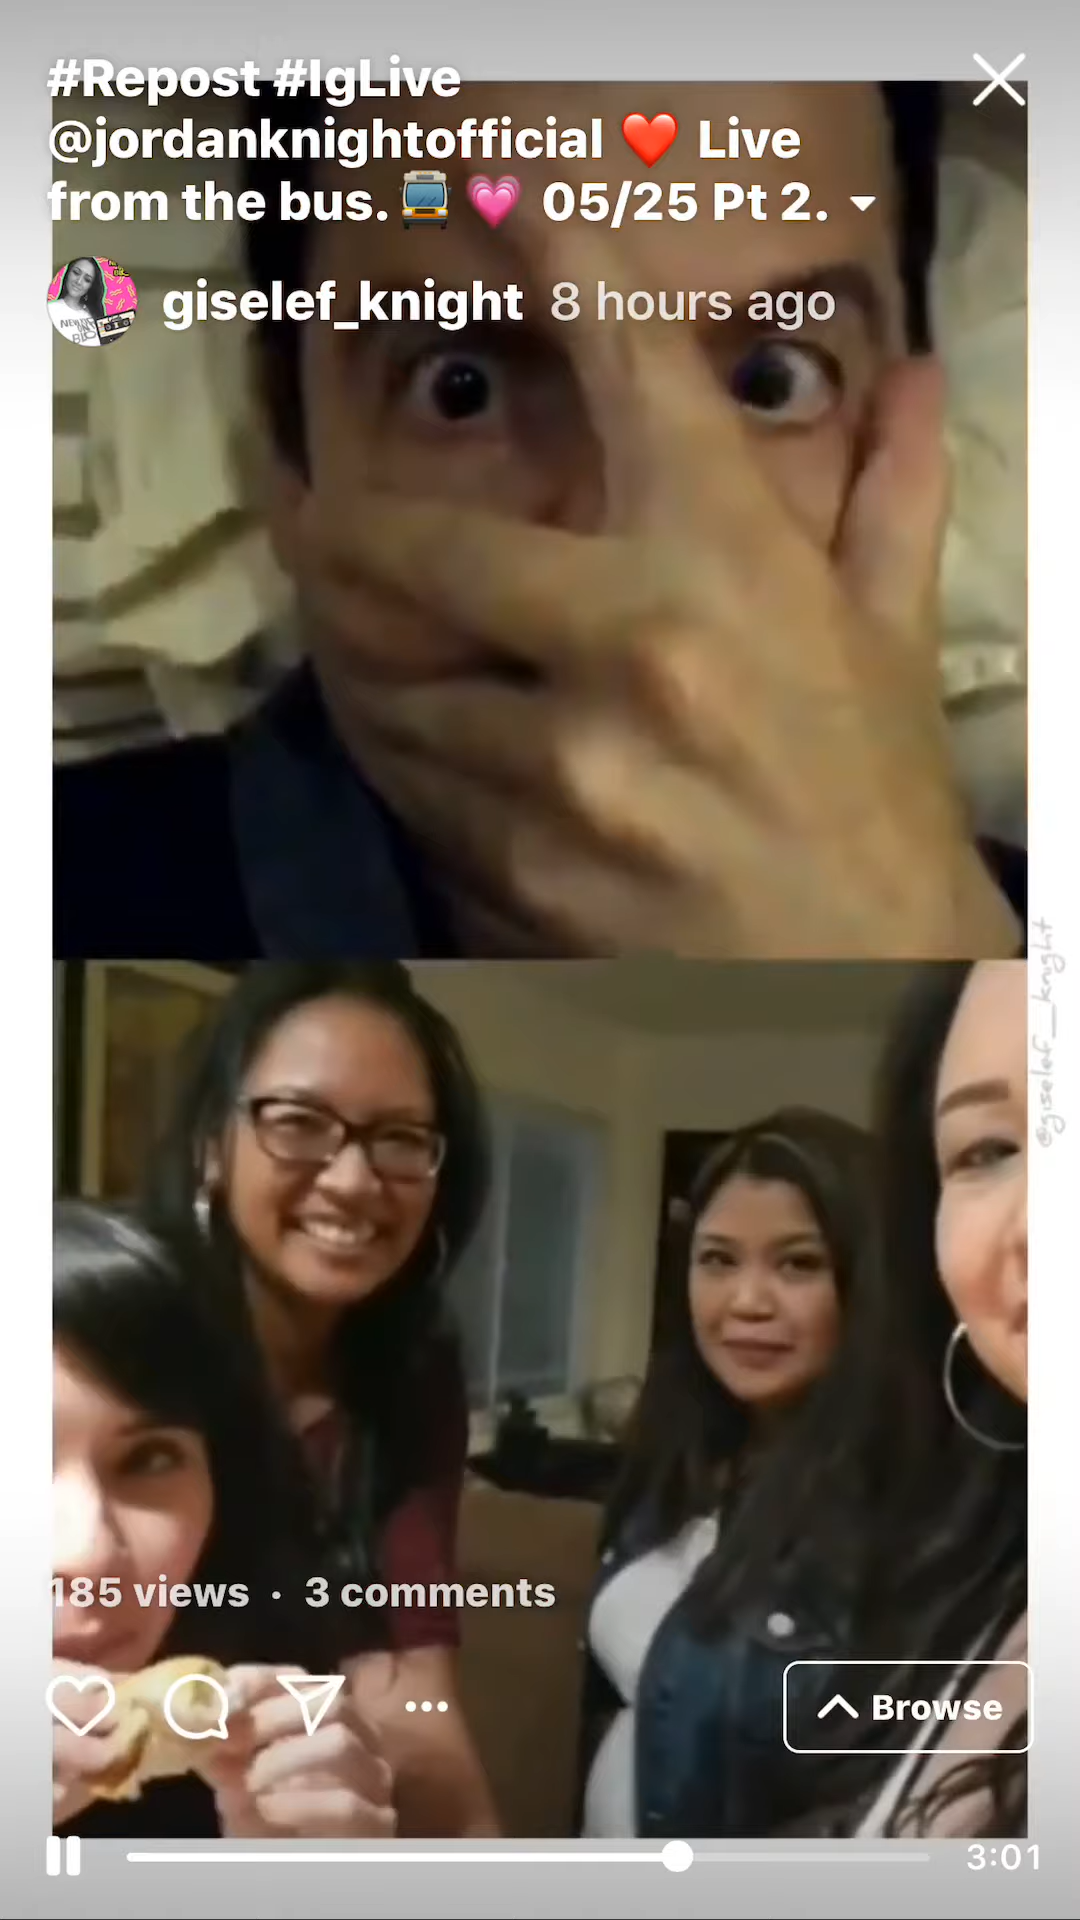 #Repost #IgLive
@jordanknightofficial ❤️ Live
from the bus. 🚌 💗 05/25 Pt 2.
giselef_knight 8 hours ago
@giselef_knight
185 views · 3 comments
Browse
3:01